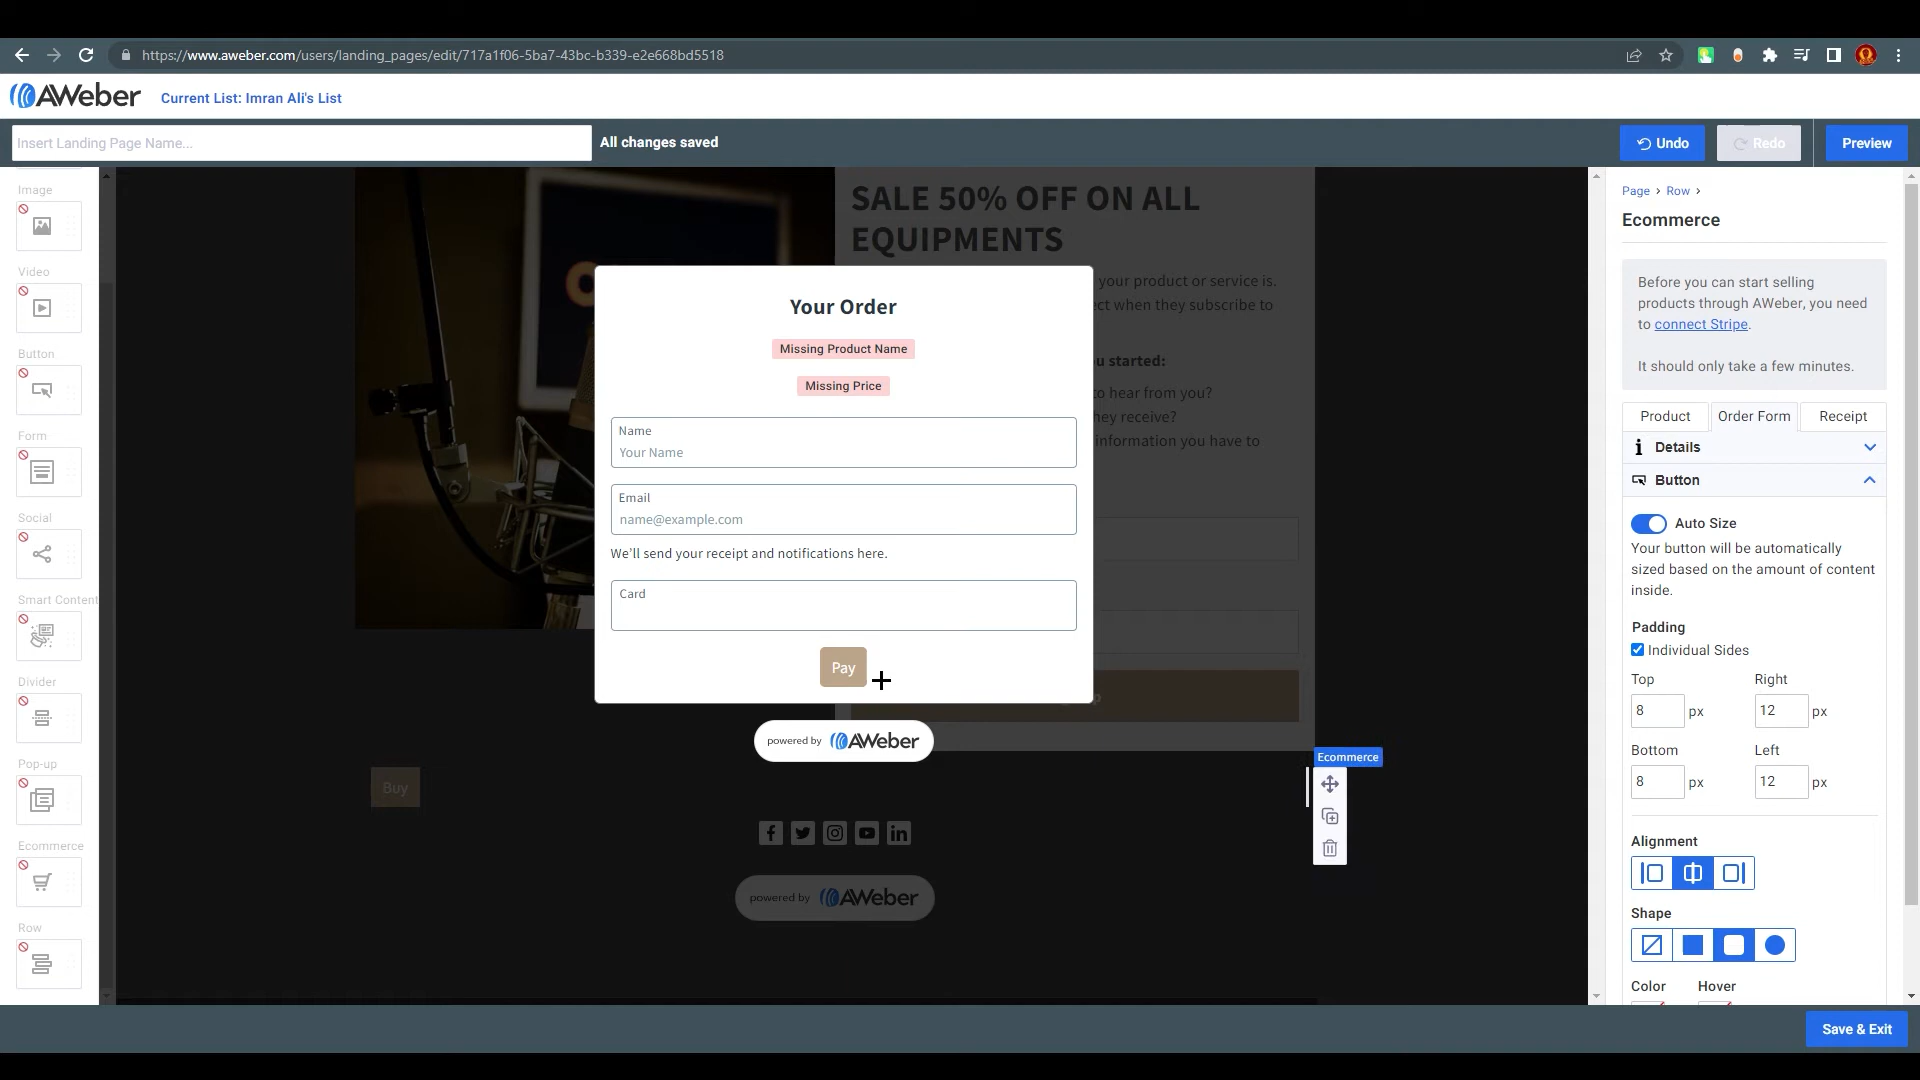 https://www.aweber.com/users/landing_pages/edit/717a1f06-5ba7-43bc-b339-e2e668bd5518
AWeber
Current List: Imran Ali's List
Insert Landing Page Name...
All changes saved
Undo
Redo
Preview
Image
Video
Button
Form
Social
Smart Content
Divider
Pop-up
Ecommerce
Row
SALE 50% OFF ON ALL
EQUIPMENTS
your product or service is.
ect when they subscribe to
u started:
to hear from you?
hey receive?
information you have to
Your Order
Missing Product Name
Missing Price
Name
Your Name
Email
name@example.com
We'll send your receipt and notifications here.
Card
Pay
powered by AWeber
Buy
Ecommerce
powered by AWeber
Page › Row ›
Ecommerce
Before you can start selling
products through AWeber, you need
to connect Stripe.
It should only take a few minutes.
Product
Order Form
Receipt
Details
Button
Auto Size
Your button will be automatically
sized based on the amount of content
inside.
Padding
Individual Sides
Top
Right
8 px
12 px
Bottom
Left
8 px
12 px
Alignment
Shape
Color
Hover
Save & Exit